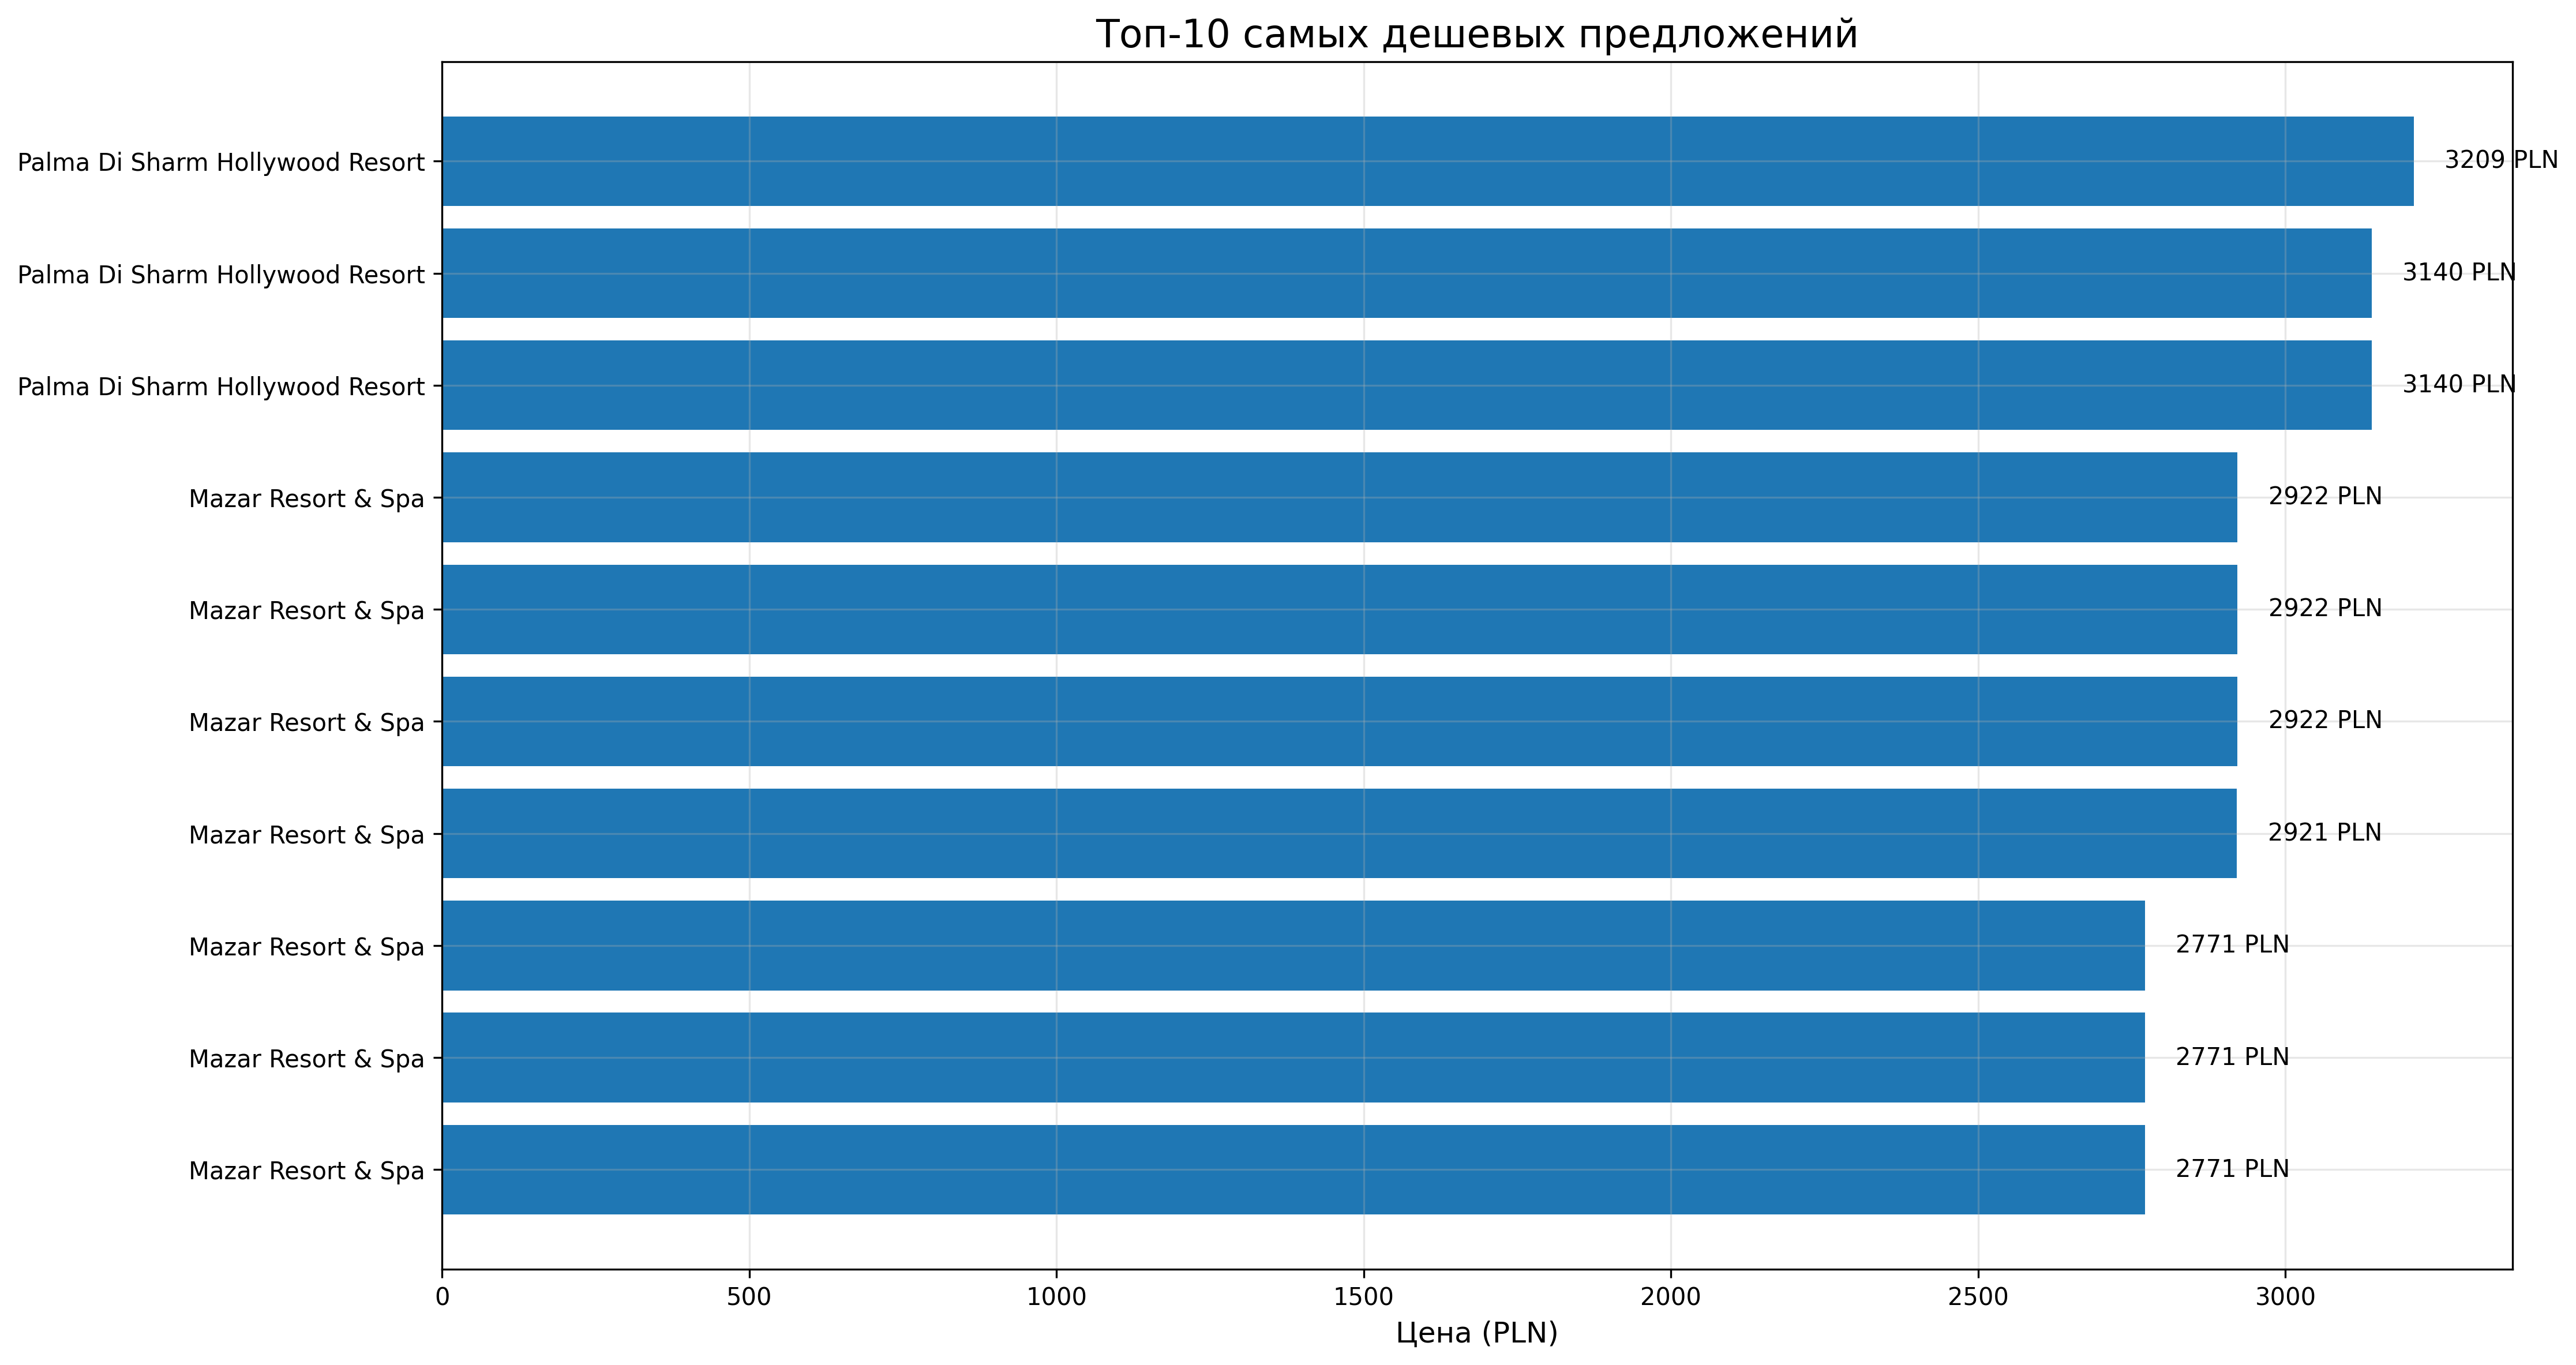 Топ-10 самых дешевых предложений
Palma Di Sharm Hollywood Resort 3209 PLN
Palma Di Sharm Hollywood Resort 3140 PLN
Palma Di Sharm Hollywood Resort 3140 PLN
Mazar Resort & Spa 2922 PLN
Mazar Resort & Spa 2922 PLN
Mazar Resort & Spa 2922 PLN
Mazar Resort & Spa 2921 PLN
Mazar Resort & Spa 2771 PLN
Mazar Resort & Spa 2771 PLN
Mazar Resort & Spa 2771 PLN
0 500 1000 1500 2000 2500 3000
Цена (PLN)